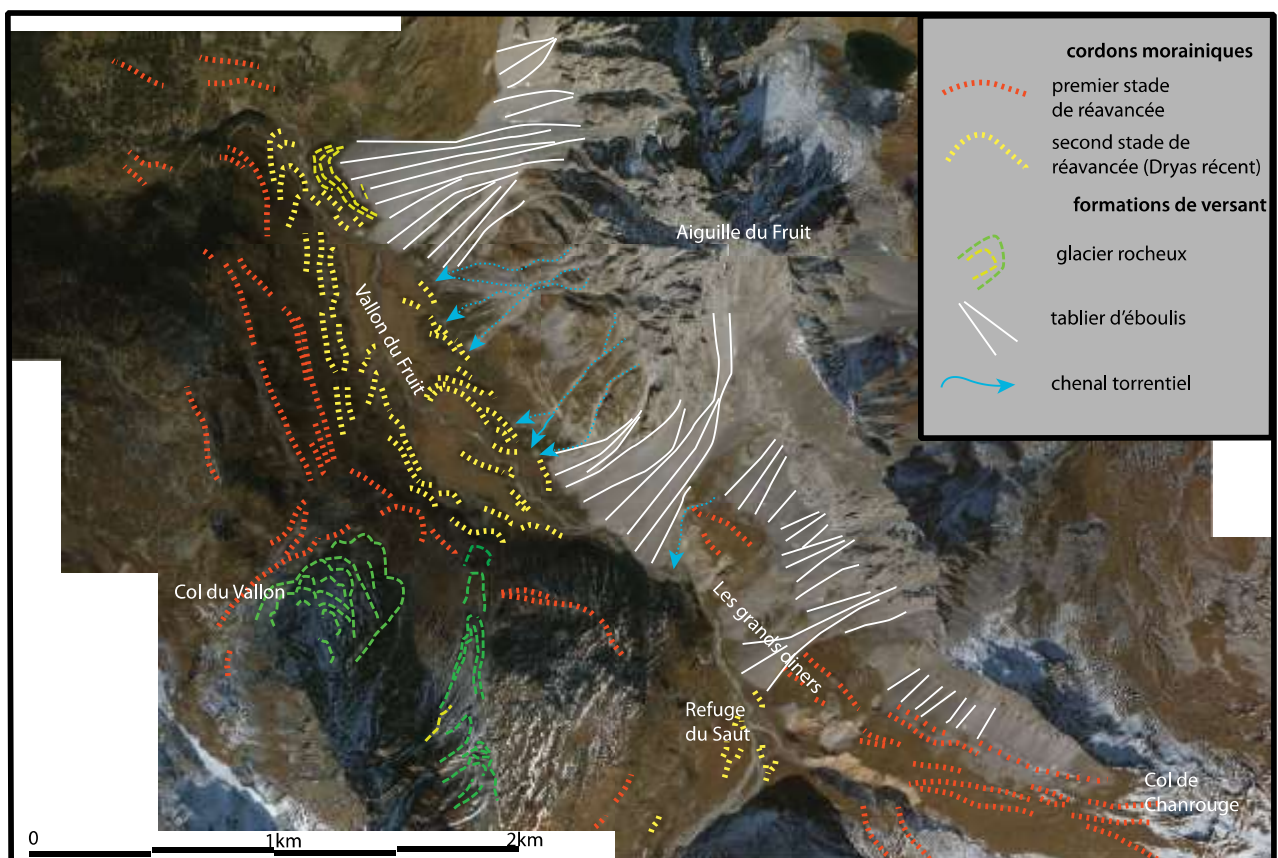 cordons morainiques
premier stade
de réavancée
second stade de
réavancée (Dryas récent)
formations de versant
glacier rocheux
tablier d'éboulis
chenal torrentiel
Aiguille du Fruit
Vallon du Fruit
Col du Vallon
Les grands diners
Refuge
du Saut
Col de
Chanrouge
0
1km
2km